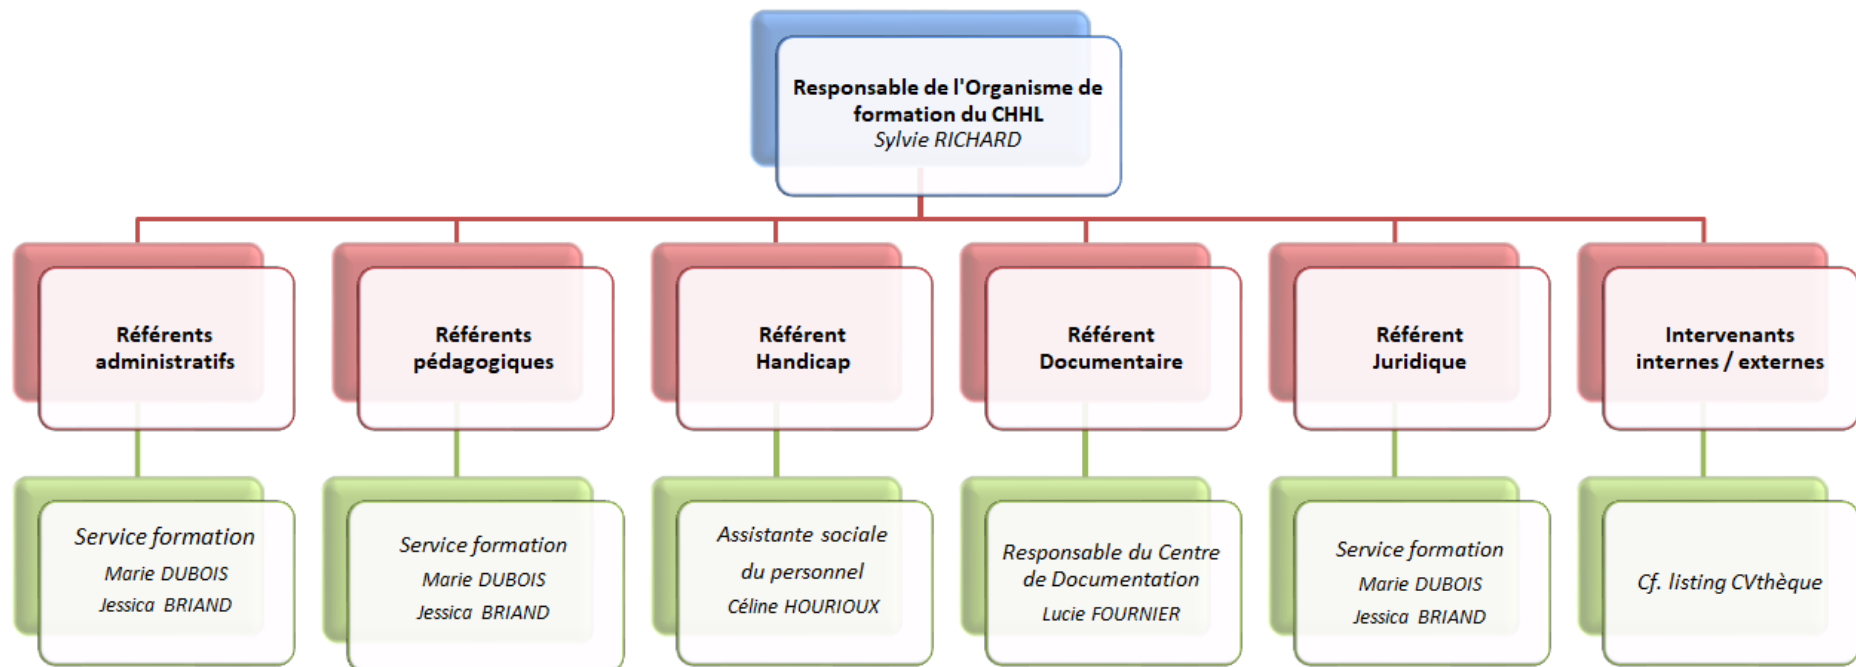 Responsable de l'Organisme de
formation du CHHL
Sylvie RICHARD
Référents
administratifs
Référents
pédagogiques
Référent
Handicap
Référent
Documentaire
Référent
Juridique
Intervenants
internes / externes
Service formation
Marie DUBOIS
Jessica BRIAND
Service formation
Marie DUBOIS
Jessica BRIAND
Assistante sociale
du personnel
Céline HOURIOUX
Responsable du Centre
de Documentation
Lucie FOURNIER
Service formation
Marie DUBOIS
Jessica BRIAND
Cf. listing CVthèque